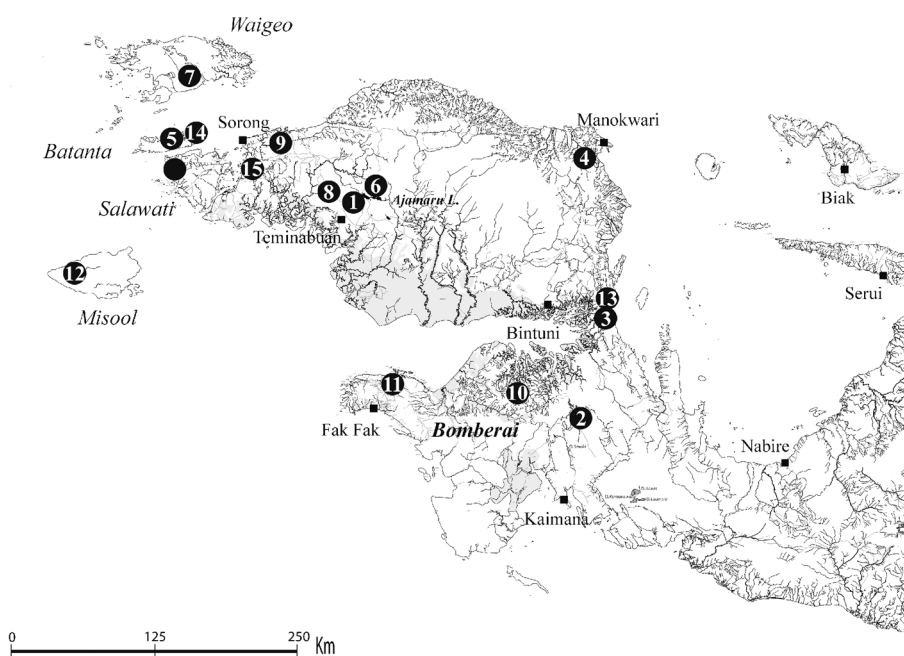 Waigeo
7
Sorong
Manokwari
5
14
9
Batanta
4
15
6
8
1
Ajamaru L.
Biak
Salawati
Teminabuan
12
Misool
Serui
13
3
Bintuni
11
10
Fak Fak
Bomberai
2
Nabire
Kaimana
0
125
250
Km